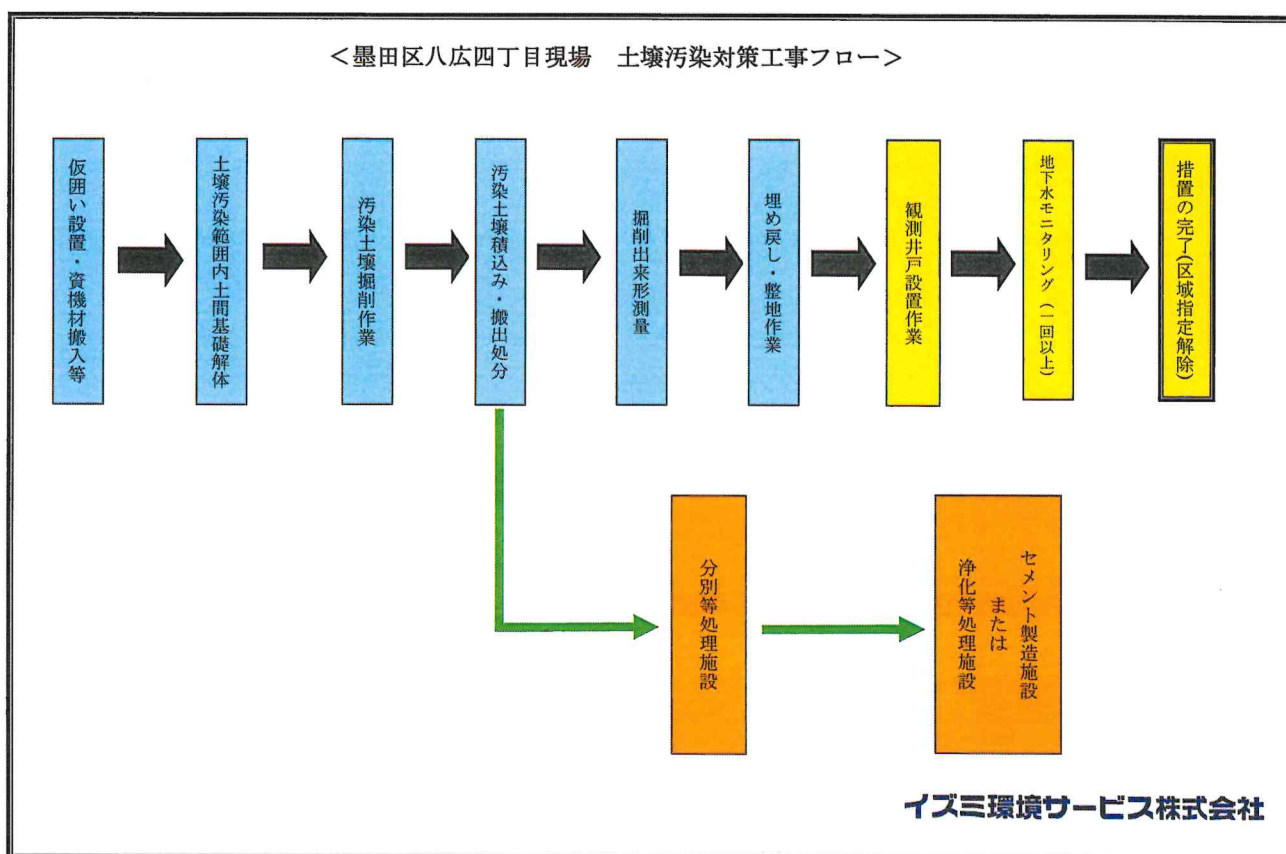 ＜墨田区八広四丁目現場　土壌汚染対策工事フロー＞
仮囲い設置・資機材搬入等
土壌汚染範囲内土間基礎解体
汚染土壌掘削作業
汚染土壌積込み・搬出処分
掘削出来形測量
埋め戻し・整地作業
観測井戸設置作業
地下水モニタリング（一回以上）
措置の完了(区域指定解除)
分別等処理施設
セメント製造施設
または
浄化等処理施設
イズミ環境サービス株式会社